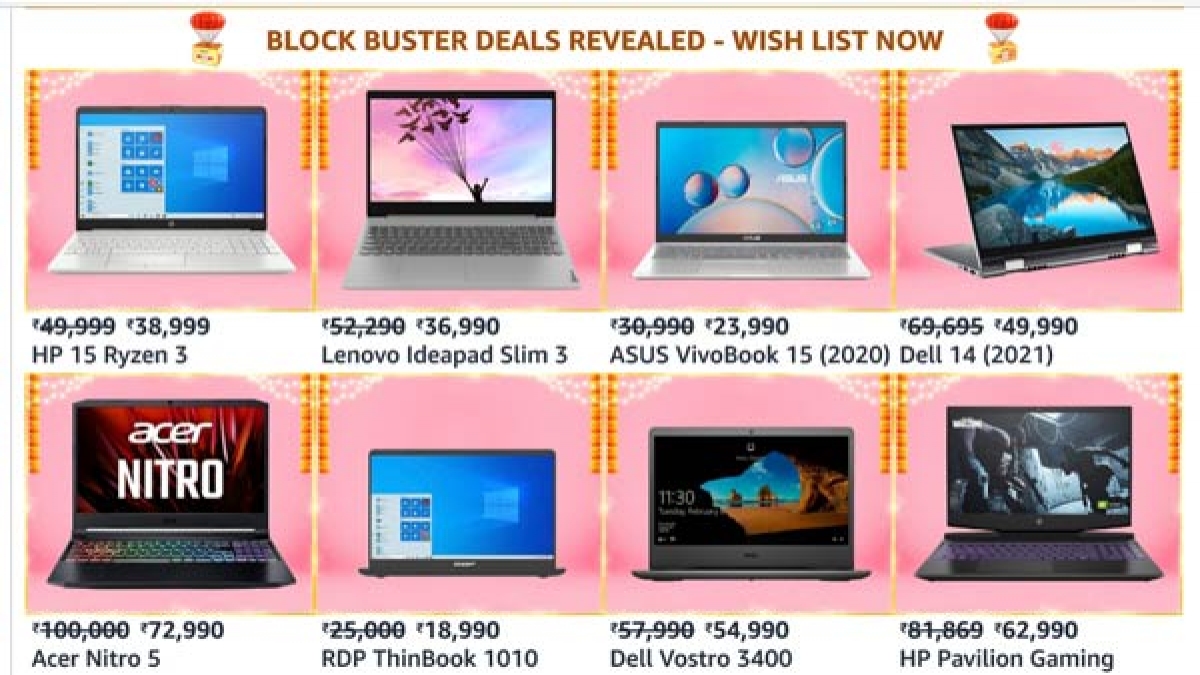 BLOCK BUSTER DEALS REVEALED - WISH LIST NOW
ASUS
₹49,999 ₹38,999
HP 15 Ryzen 3
₹52,290 ₹36,990
Lenovo Ideapad Slim 3
₹30,990 ₹23,990
ASUS VivoBook 15 (2020)
₹69,695 ₹49,990
Dell 14 (2021)
acer
NITRO
11:30
Tuesday, February
₹100,000 ₹72,990
Acer Nitro 5
₹25,000 ₹18,990
RDP ThinBook 1010
₹57,990 ₹54,990
Dell Vostro 3400
₹81,869 ₹62,990
HP Pavilion Gaming